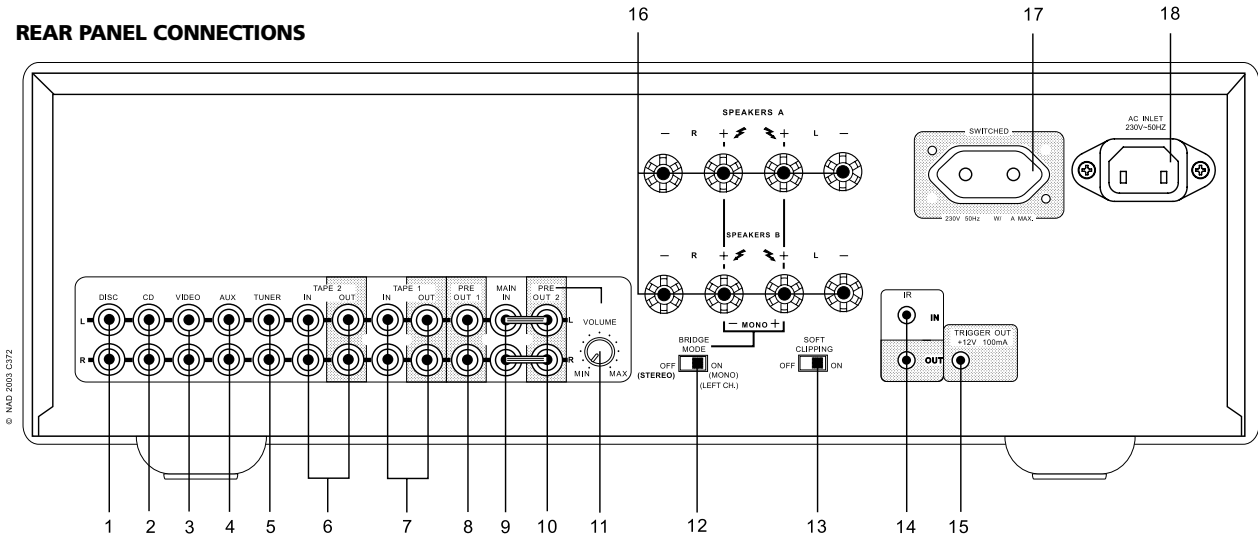 REAR PANEL CONNECTIONS
16 17 18
SPEAKERS A
− R + + L −
AC INLET
230V~50HZ
SWITCHED
230V 50Hz W/ A MAX.
SPEAKERS B
− R + + L −
− MONO +
DISC CD VIDEO AUX TUNER
TAPE 2
IN OUT
TAPE 1
IN OUT
PRE
OUT 1
MAIN
IN
PRE
OUT 2
L L
R R
VOLUME
MIN MAX
BRIDGE
MODE
OFF ON
(STEREO) (MONO)
(LEFT CH.)
SOFT
CLIPPING
OFF ON
IR
IN
OUT
TRIGGER OUT
+12V 100mA
© NAD 2003 C372
1 2 3 4 5 6 7 8 9 10 11 12 13 14 15